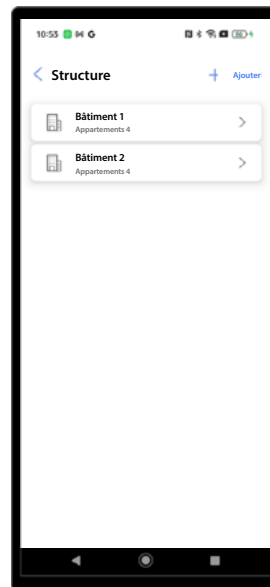 10:53
Structure
Ajouter
Bâtiment 1
Appartements 4
Bâtiment 2
Appartements 4